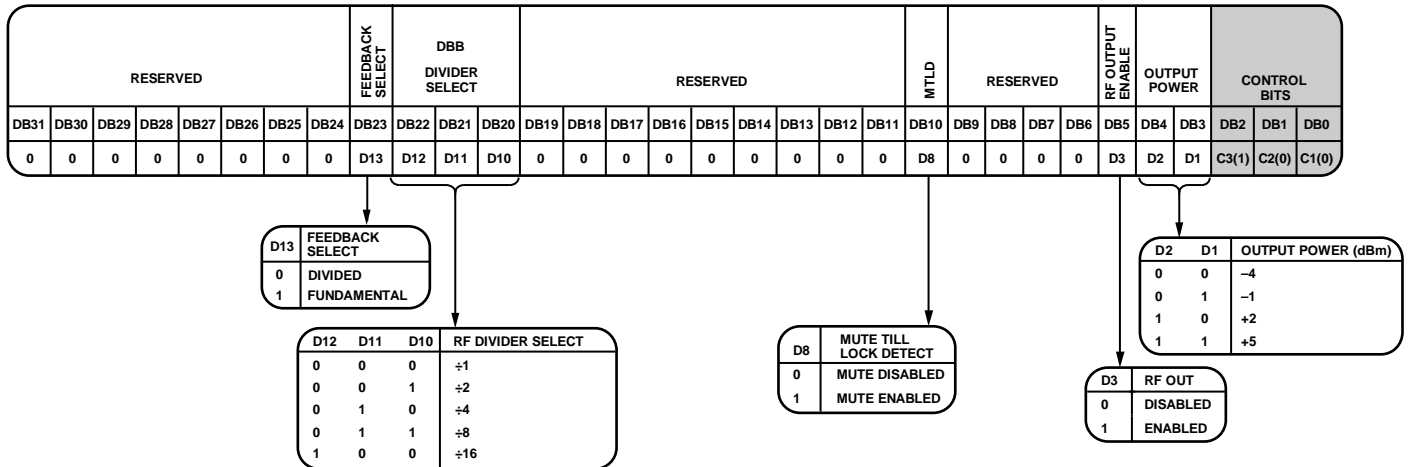 RESERVED
FEEDBACK
SELECT
DBB
DIVIDER
SELECT
RESERVED
MTLD
RESERVED
RF OUTPUT
ENABLE
OUTPUT
POWER
CONTROL
BITS
DB31 DB30 DB29 DB28 DB27 DB26 DB25 DB24 DB23 DB22 DB21 DB20 DB19 DB18 DB17 DB16 DB15 DB14 DB13 DB12 DB11 DB10 DB9 DB8 DB7 DB6 DB5 DB4 DB3 DB2 DB1 DB0
0 0 0 0 0 0 0 0 D13 D12 D11 D10 0 0 0 0 0 0 0 0 0 D8 0 0 0 0 D3 D2 D1 C3(1) C2(0) C1(0)
D13 FEEDBACK
SELECT
0 DIVIDED
1 FUNDAMENTAL
D12 D11 D10 RF DIVIDER SELECT
0 0 0 ÷1
0 0 1 ÷2
0 1 0 ÷4
0 1 1 ÷8
1 0 0 ÷16
D8 MUTE TILL
LOCK DETECT
0 MUTE DISABLED
1 MUTE ENABLED
D3 RF OUT
0 DISABLED
1 ENABLED
D2 D1 OUTPUT POWER (dBm)
0 0 –4
0 1 –1
1 0 +2
1 1 +5